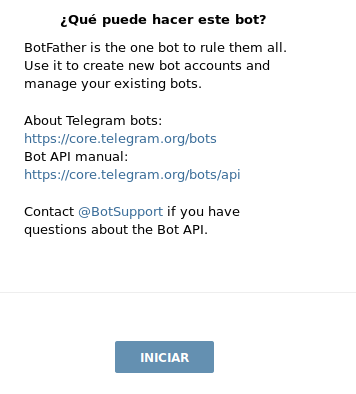 ¿Qué puede hacer este bot?
BotFather is the one bot to rule them all.
Use it to create new bot accounts and
manage your existing bots.
About Telegram bots:
https://core.telegram.org/bots
Bot API manual:
https://core.telegram.org/bots/api
Contact @BotSupport if you have
questions about the Bot API.
INICIAR